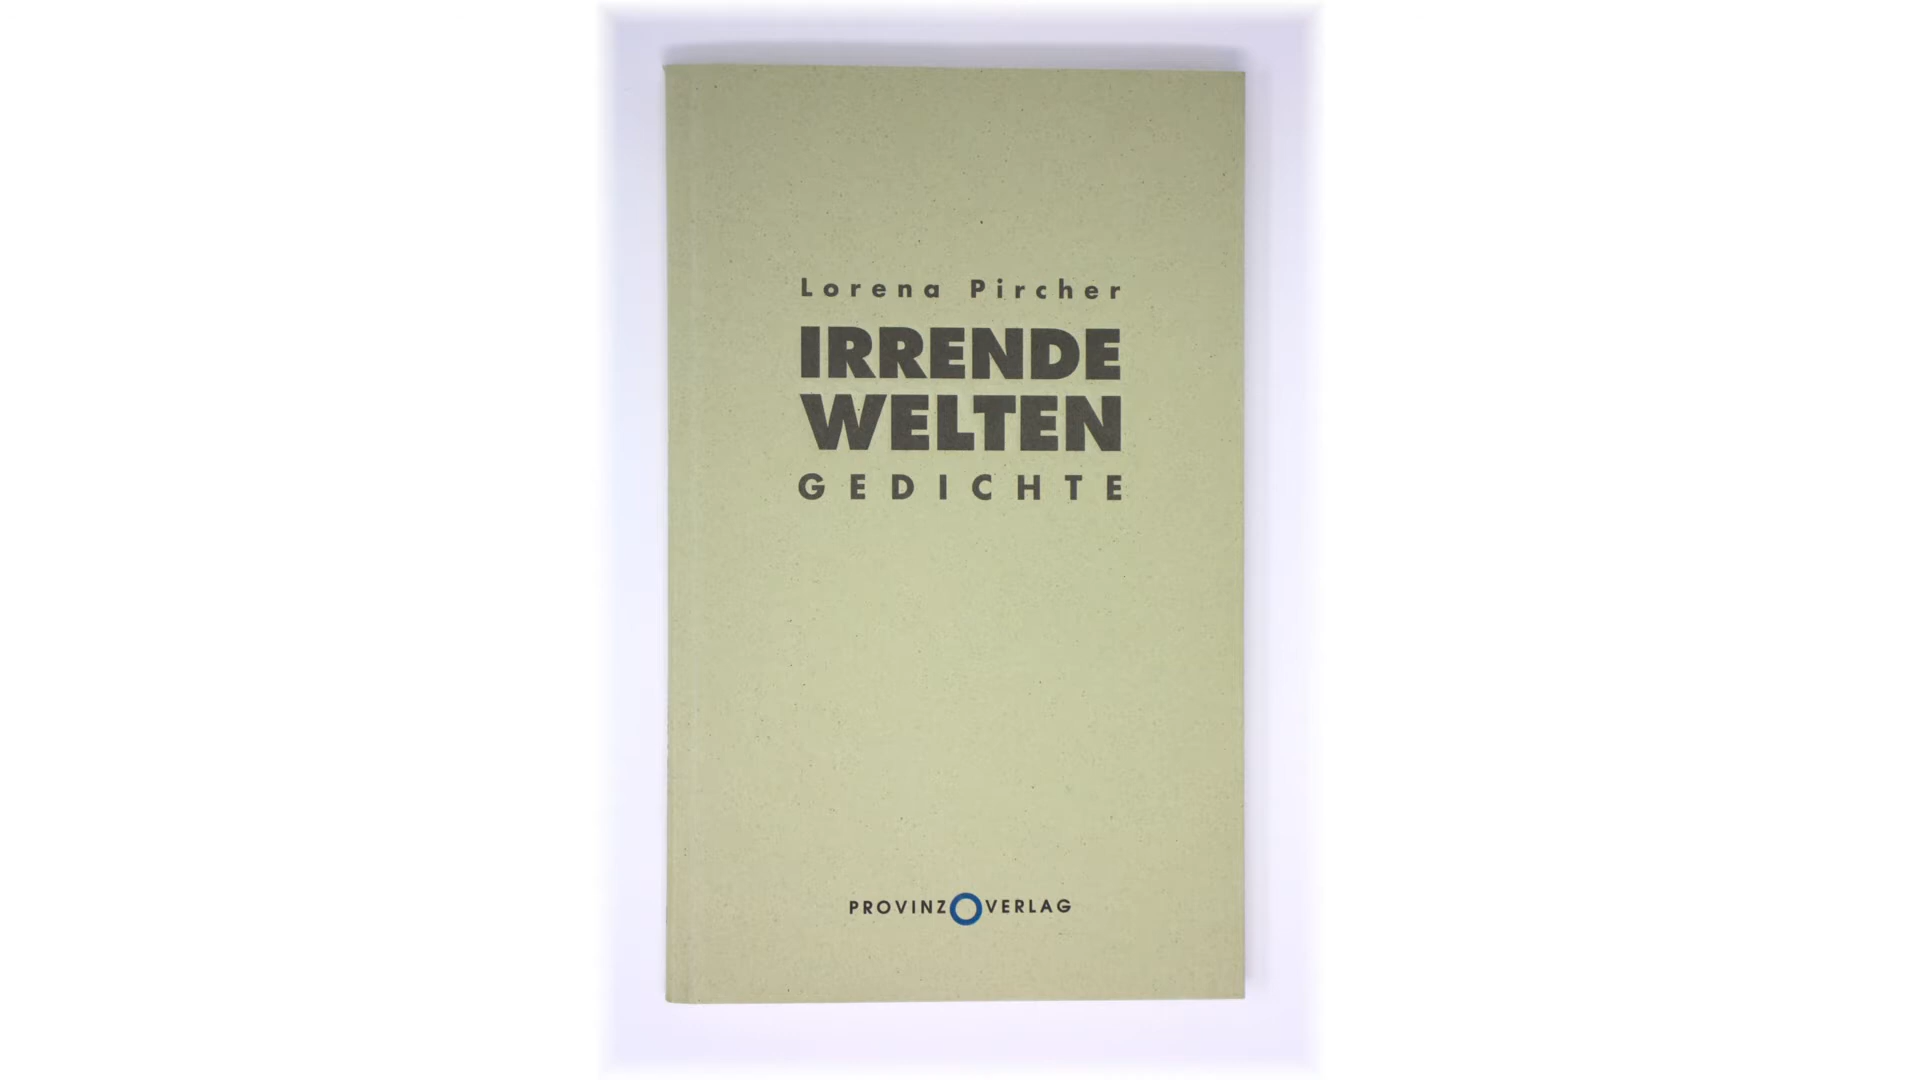 Lorena Pircher
IRRENDE
WELTEN
GEDICHTE
PROVINZ VERLAG